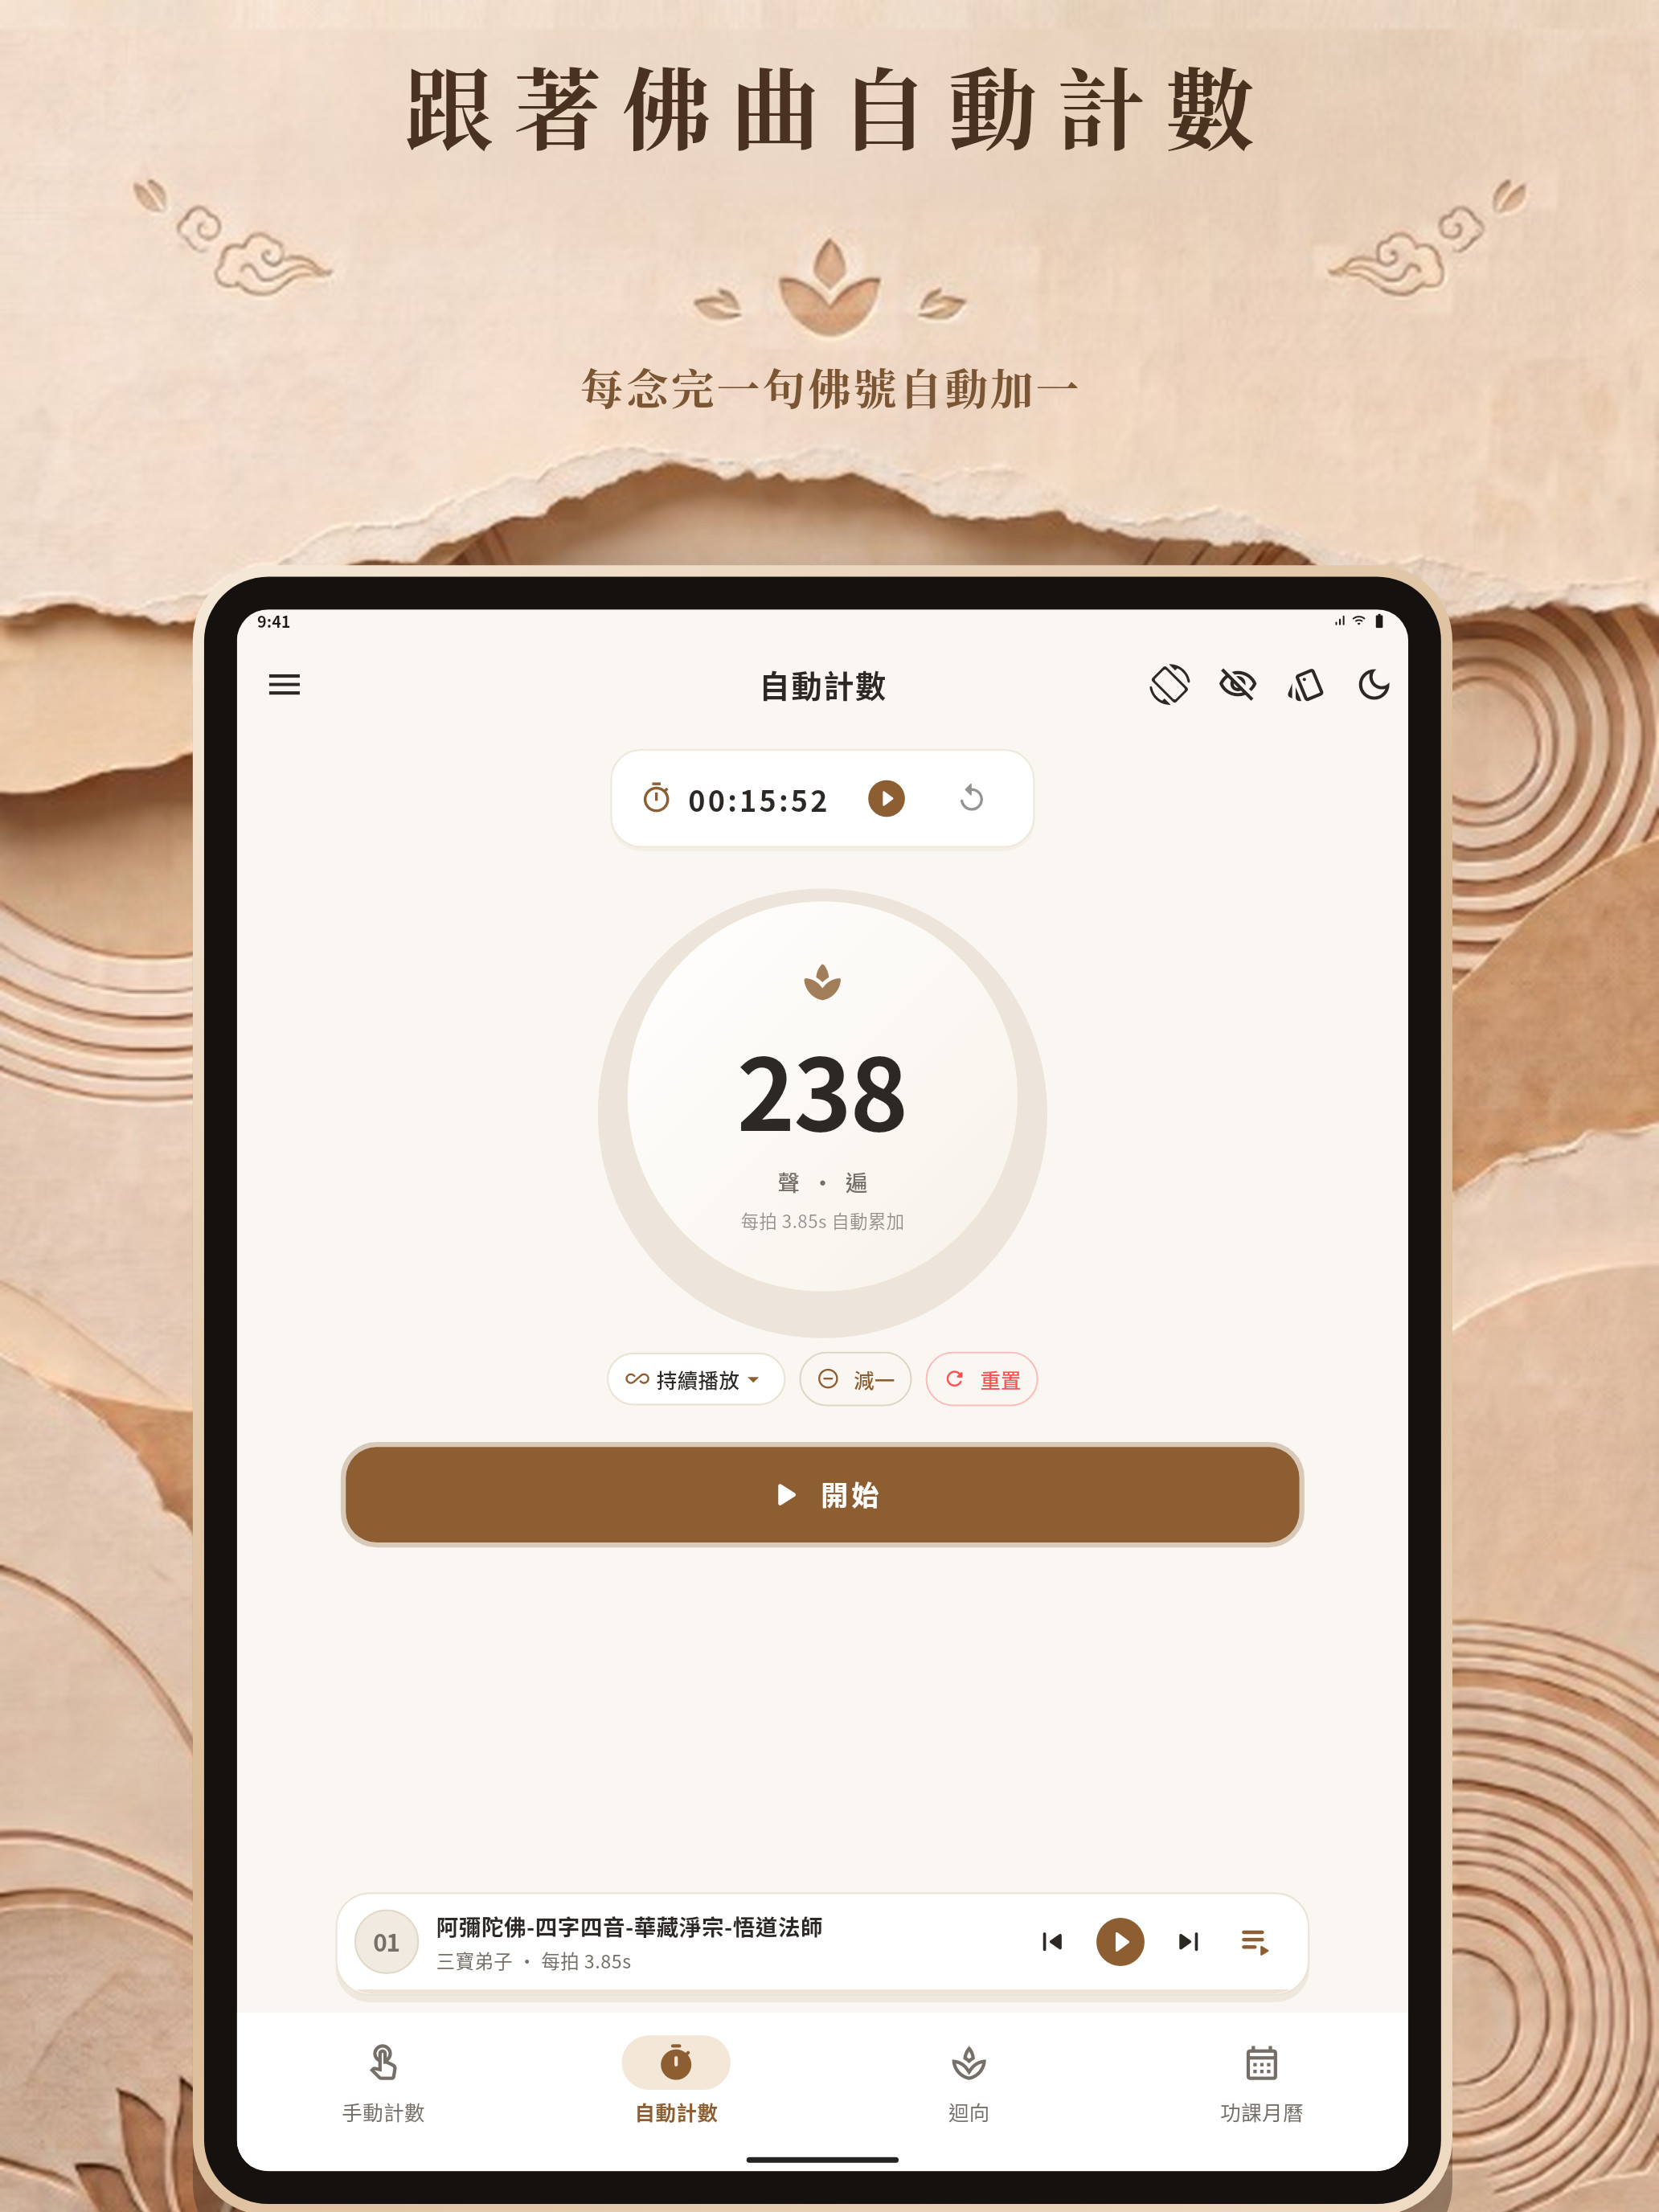 跟著佛曲自動計數
每念完一句佛號自動加一
9:41
自動計數
00:15:52
238
聲 · 遍
每拍 3.85s 自動累加
持續播放
減一
重置
開始
01
阿彌陀佛-四字四音-華藏淨宗-悟道法師
三寶弟子 · 每拍 3.85s
手動計數
自動計數
迴向
功課月曆